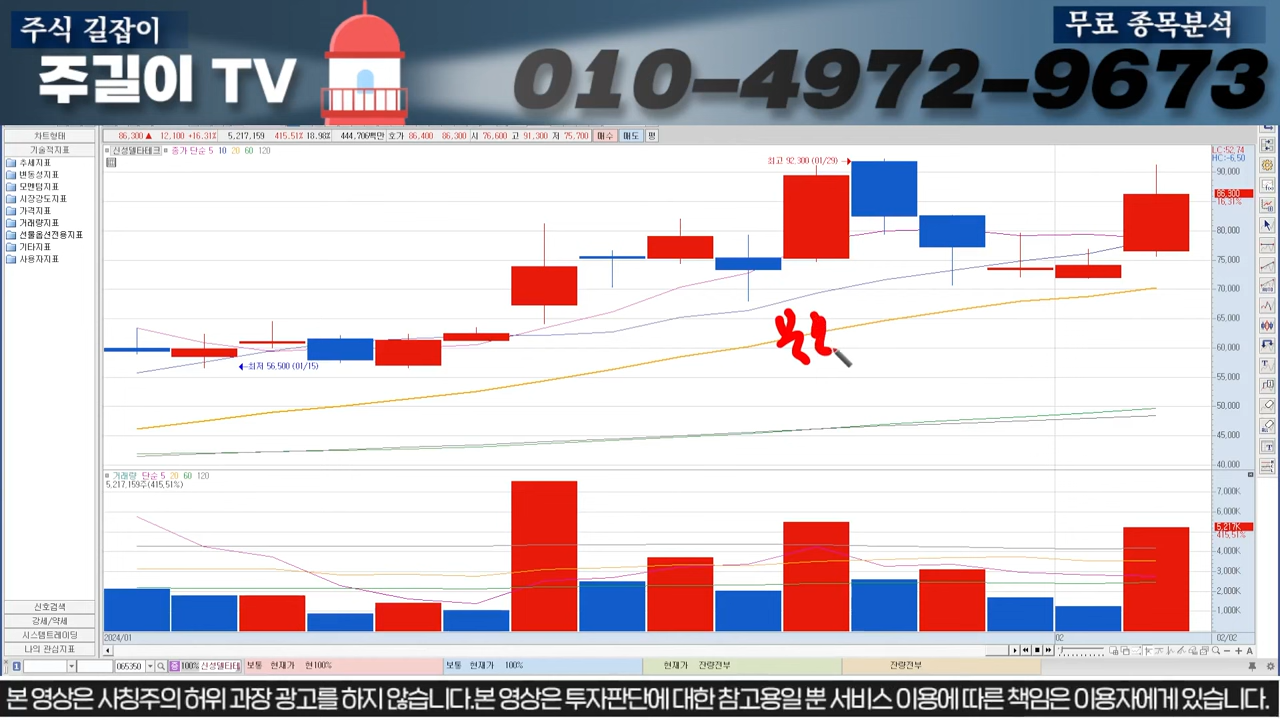 주식 길잡이
주길이 TV
무료 종목분석
010-4972-9673
차트형태
기술적지표
추세지표
변동성지표
모멘텀지표
시장강도지표
가격지표
거래량지표
선물옵션전용지표
기타지표
사용자지표
신호검색
강세/약세
시스템트레이딩
나의 관심지표
86,300 ▲ 12,100 +16.31% 5,217,159 415.51% 18.98% 444,706백만 호가 86,400 86,300 시 76,600 고 91,300 저 75,700 매수 매도 평
신성델타테크 종가 단순 5 10 20 60 120
최고 92,300 (01/29)
최저 56,500 (01/15)
LC:52.74
HC:-6.50
90,000
86,300
16.31%
80,000
75,000
70,000
65,000
60,000
55,000
50,000
45,000
40,000
거래량 단순 5 20 60 120
5,217,159주(415.51%)
7,000K
5,217K
415.51%
4,000K
3,000K
2,000K
1,000K
2024/01
02
02/02
065350 증100% 신성델타테
보통 현재가 현100%
보통 현재가 100%
현재가 잔량전부
잔량전부
본 영상은 사칭주의 허위 과장 광고를 하지 않습니다.본 영상은 투자판단에 대한 참고용일 뿐 서비스 이용에 따른 책임은 이용자에게 있습니다.